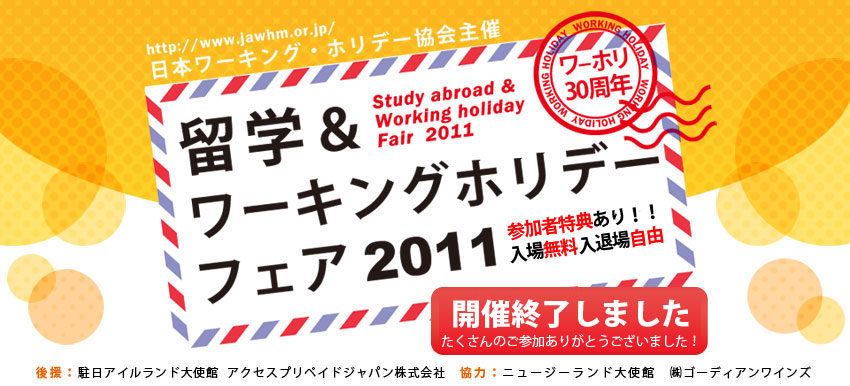 http://www.jawhm.or.jp/
日本ワーキング・ホリデー協会主催
留学&
Study abroad &
Working holiday
Fair 2011
WORKING HOLIDAY WORKING HOLIDAY WORKING HOLIDAY
ワーホリ
30周年
ワーキングホリデー
フェア2011
参加者特典あり！！
入場無料入退場自由
開催終了しました
たくさんのご参加ありがとうございました！
後援：駐日アイルランド大使館 アクセスプリペイドジャパン株式会社 協力：ニュージーランド大使館 ㈱ゴーディアンワインズ